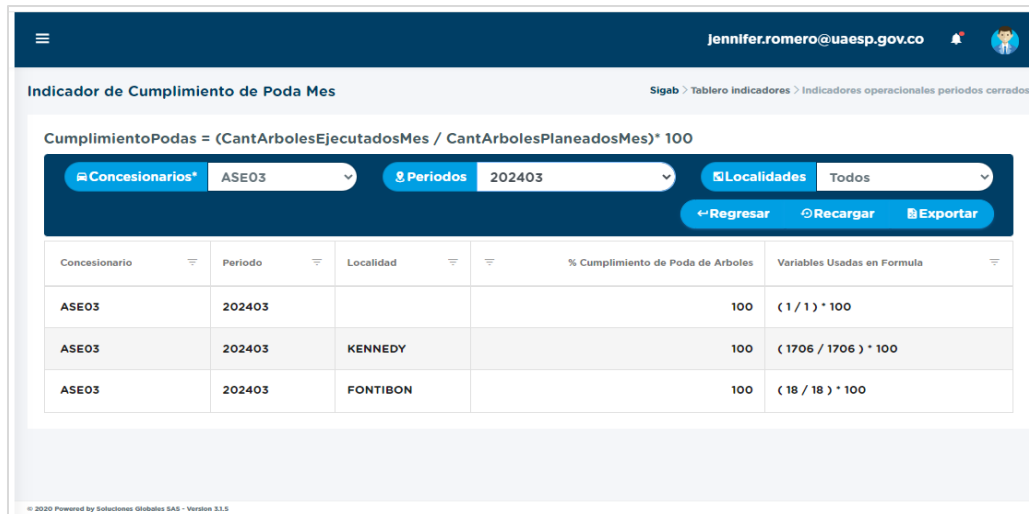 jennifer.romero@uaesp.gov.co
Indicador de Cumplimiento de Poda Mes
Sigab > Tablero indicadores > Indicadores operacionales periodos cerrados
CumplimientoPodas = (CantArbolesEjecutadosMes / CantArbolesPlaneadosMes)* 100
Concesionarios* ASE03 Periodos 202403 Localidades Todos
Regresar Recargar Exportar
Concesionario Periodo Localidad % Cumplimiento de Poda de Arboles Variables Usadas en Formula
ASE03 202403 100 ( 1 / 1 ) * 100
ASE03 202403 KENNEDY 100 ( 1706 / 1706 ) * 100
ASE03 202403 FONTIBON 100 ( 18 / 18 ) * 100
© 2020 Powered by Soluciones Globales SAS - Version 3.1.5